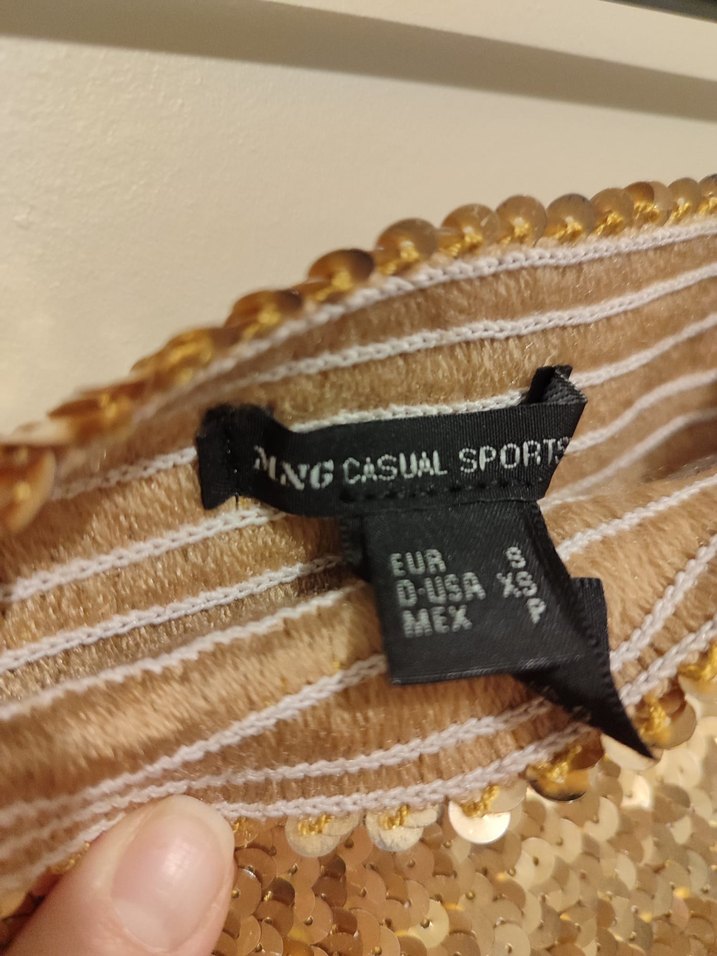 MNG CASUAL SPORTS
EUR S
D-USA XS
MEX P